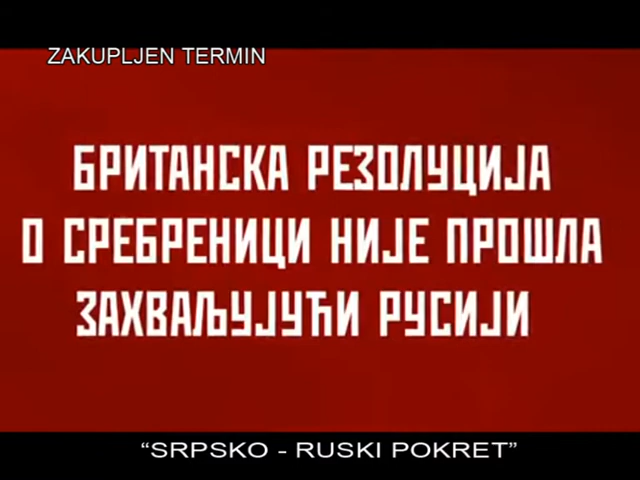 ZAKUPLJEN TERMIN
БРИТАНСКА РЕЗОЛУЦИЈА
О СРЕБРЕНИЦИ НИЈЕ ПРОШЛА
ЗАХВАЉУЈУЋИ РУСИЈИ
“SRPSKO - RUSKI POKRET”